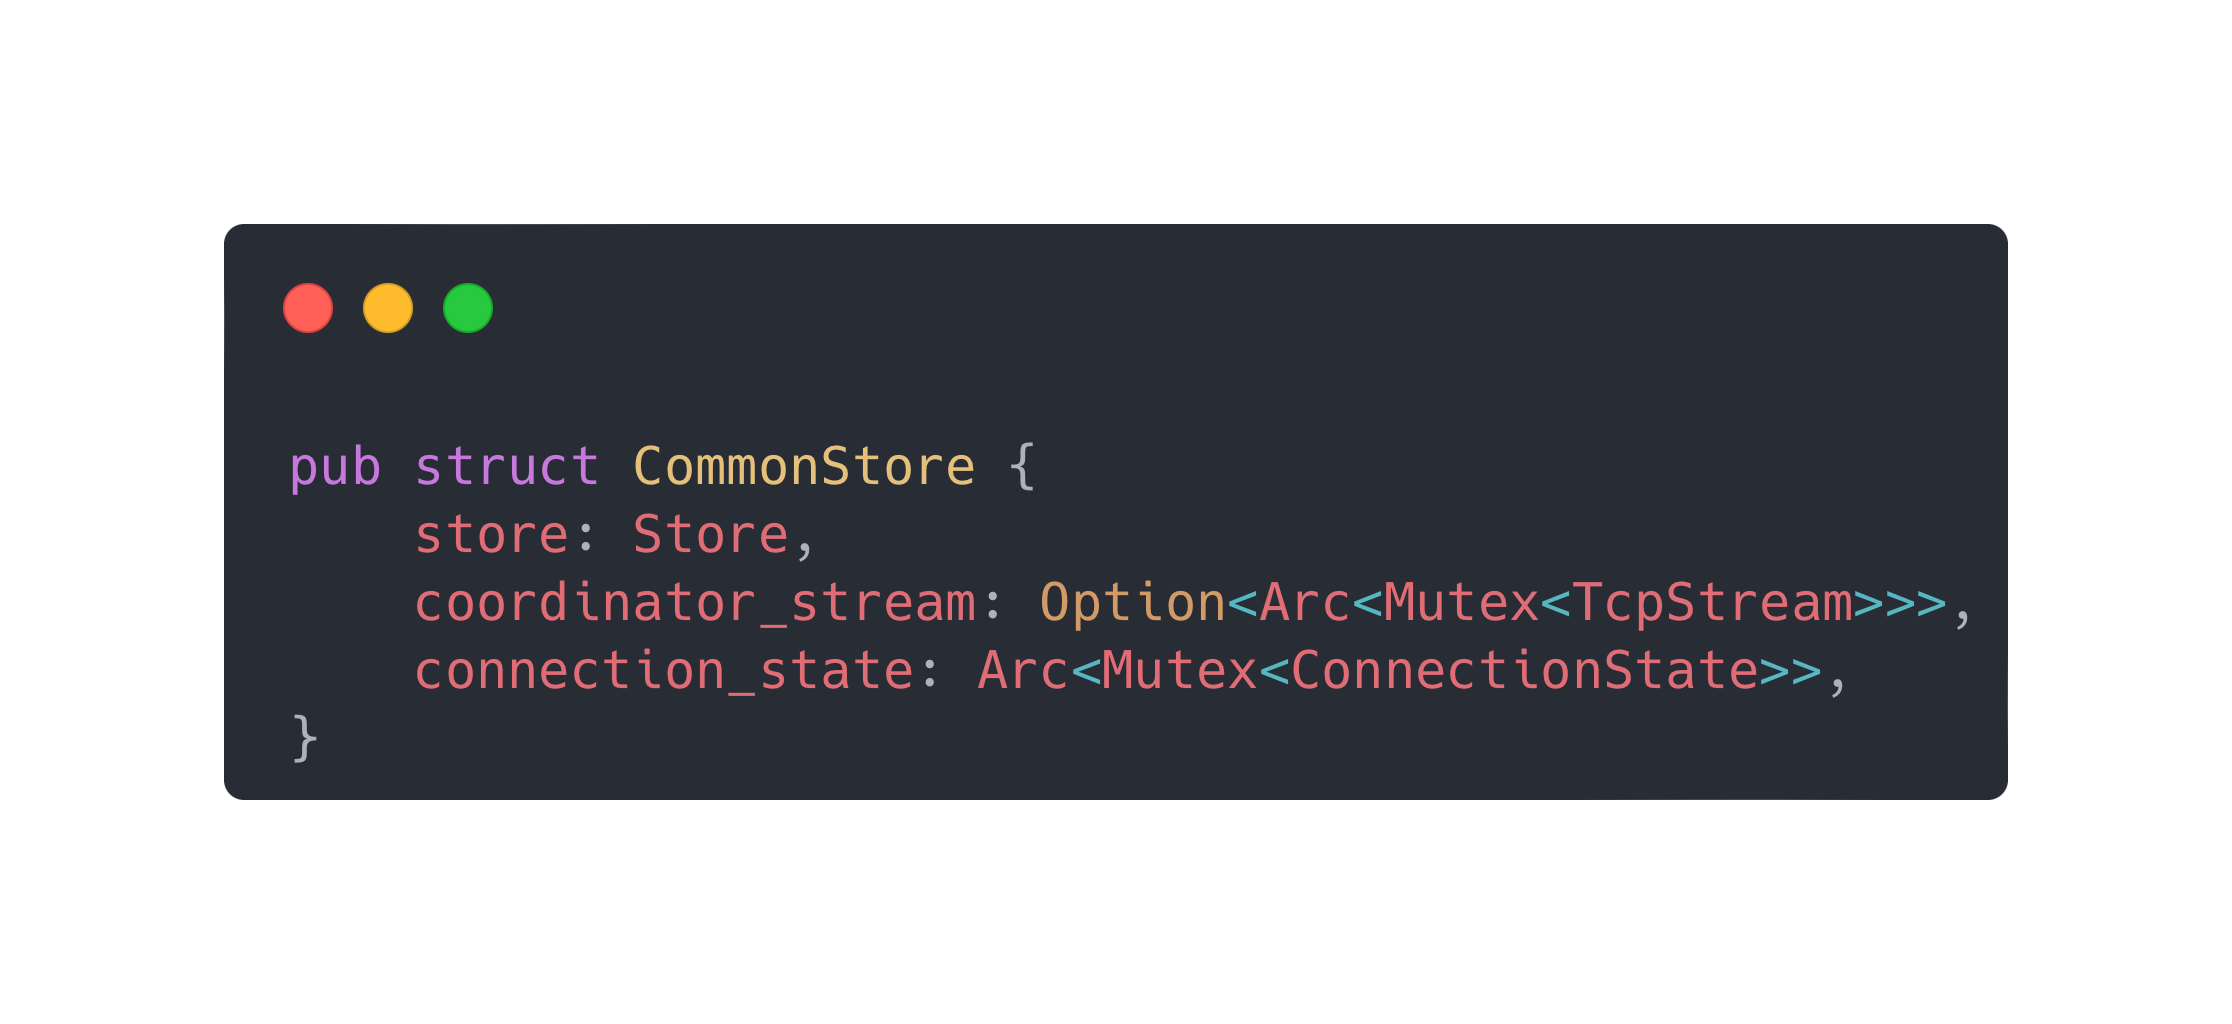 pub struct CommonStore {
    store: Store,
    coordinator_stream: Option<Arc<Mutex<TcpStream>>>,
    connection_state: Arc<Mutex<ConnectionState>>,
}